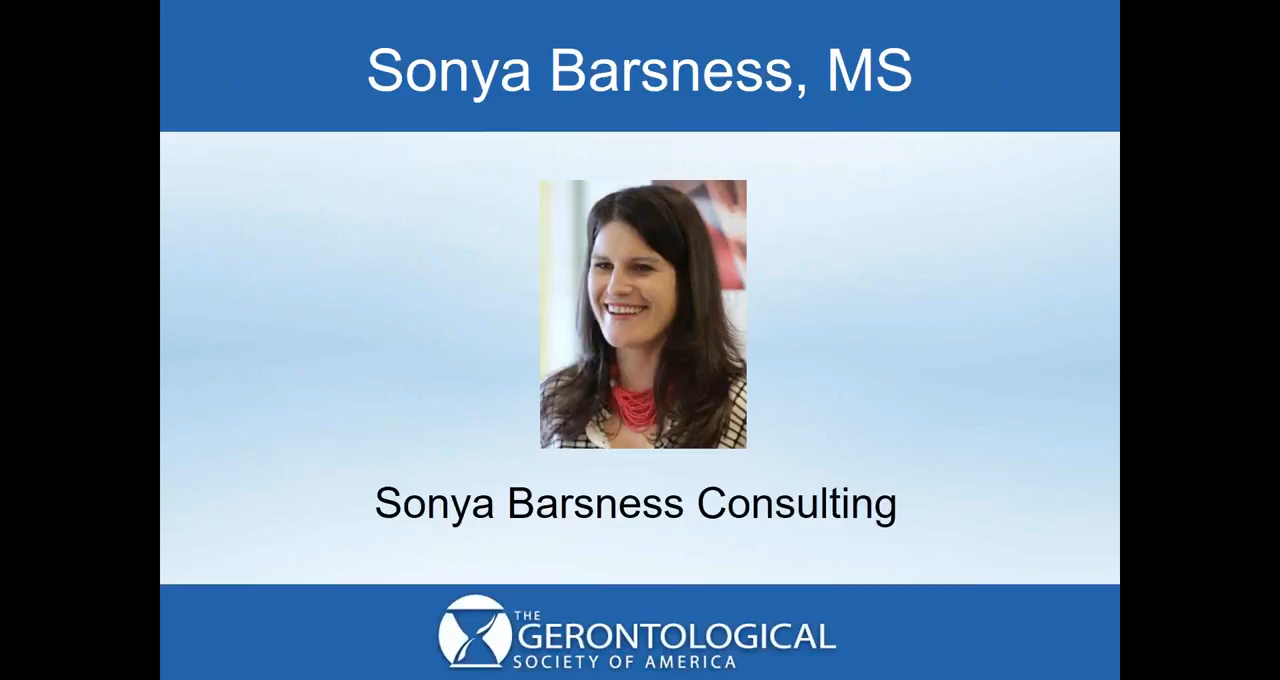 Sonya Barsness, MS
Sonya Barsness Consulting
THE
GERONTOLOGICAL
SOCIETY OF AMERICA